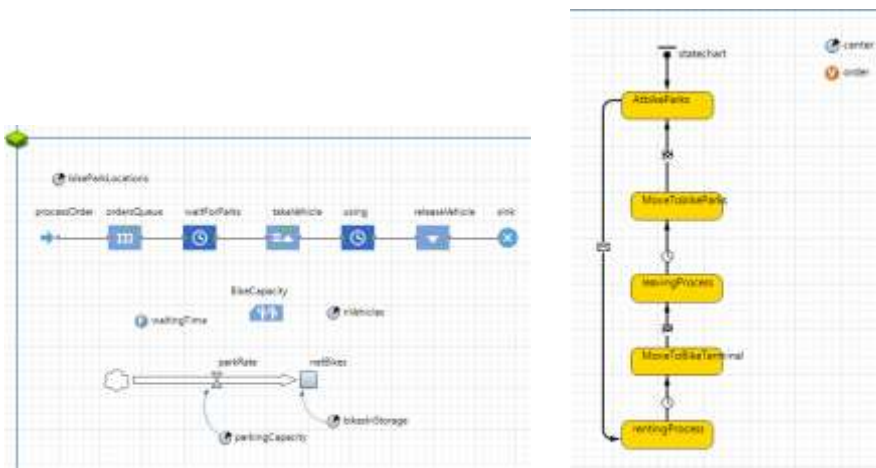 bikeParkLocations
processOrder ordersQueue waitForParks takeVehicle using releaseVehicle sink
BikeCapacity
waitingTime
nVehicles
parkRate netBikes
bikesInStorage
parkingCapacity
statechart
center
order
AtbikeParks
MoveTobikeParks
leavingProcess
MoveToBikeTerminal
rentingProcess